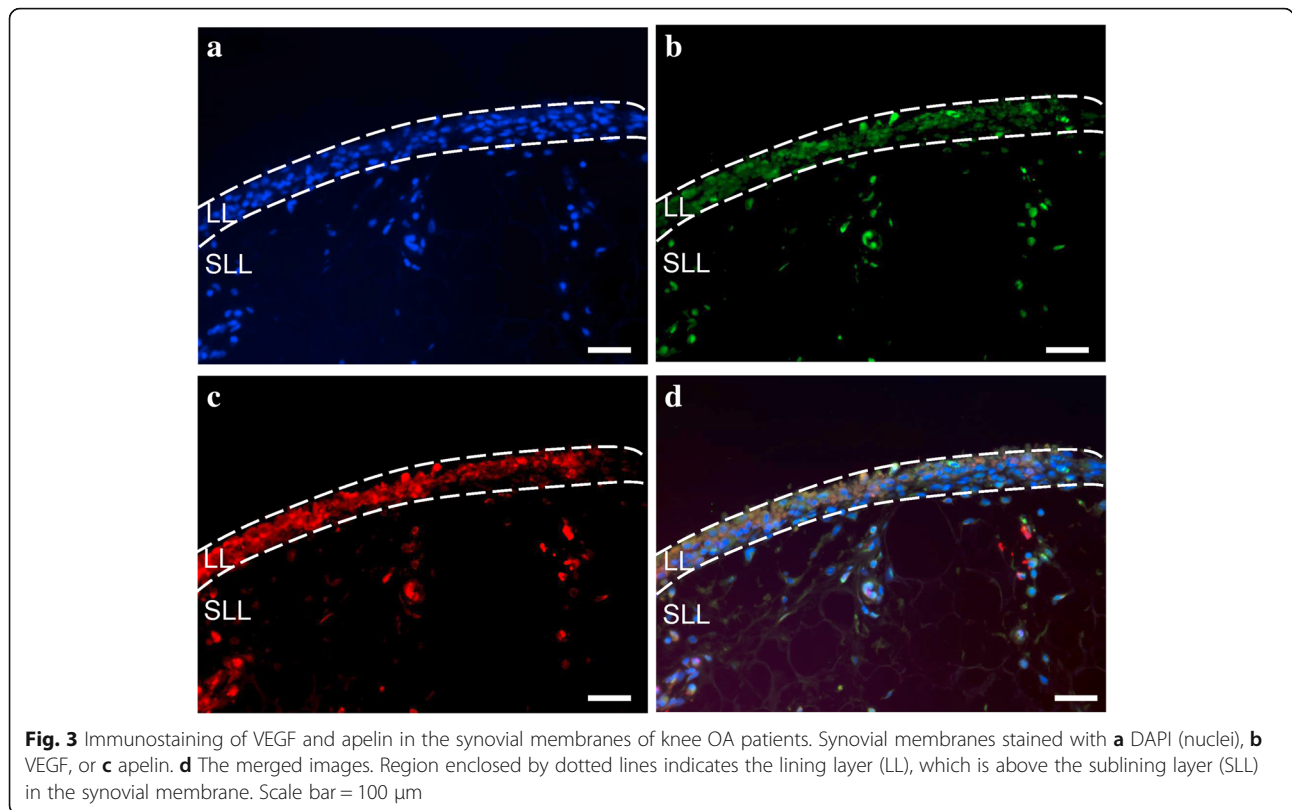 a
b
LL
SLL
LL
SLL
c
d
LL
SLL
LL
SLL
Fig. 3 Immunostaining of VEGF and apelin in the synovial membranes of knee OA patients. Synovial membranes stained with a DAPI (nuclei), b
VEGF, or c apelin. d The merged images. Region enclosed by dotted lines indicates the lining layer (LL), which is above the sublining layer (SLL)
in the synovial membrane. Scale bar = 100 μm